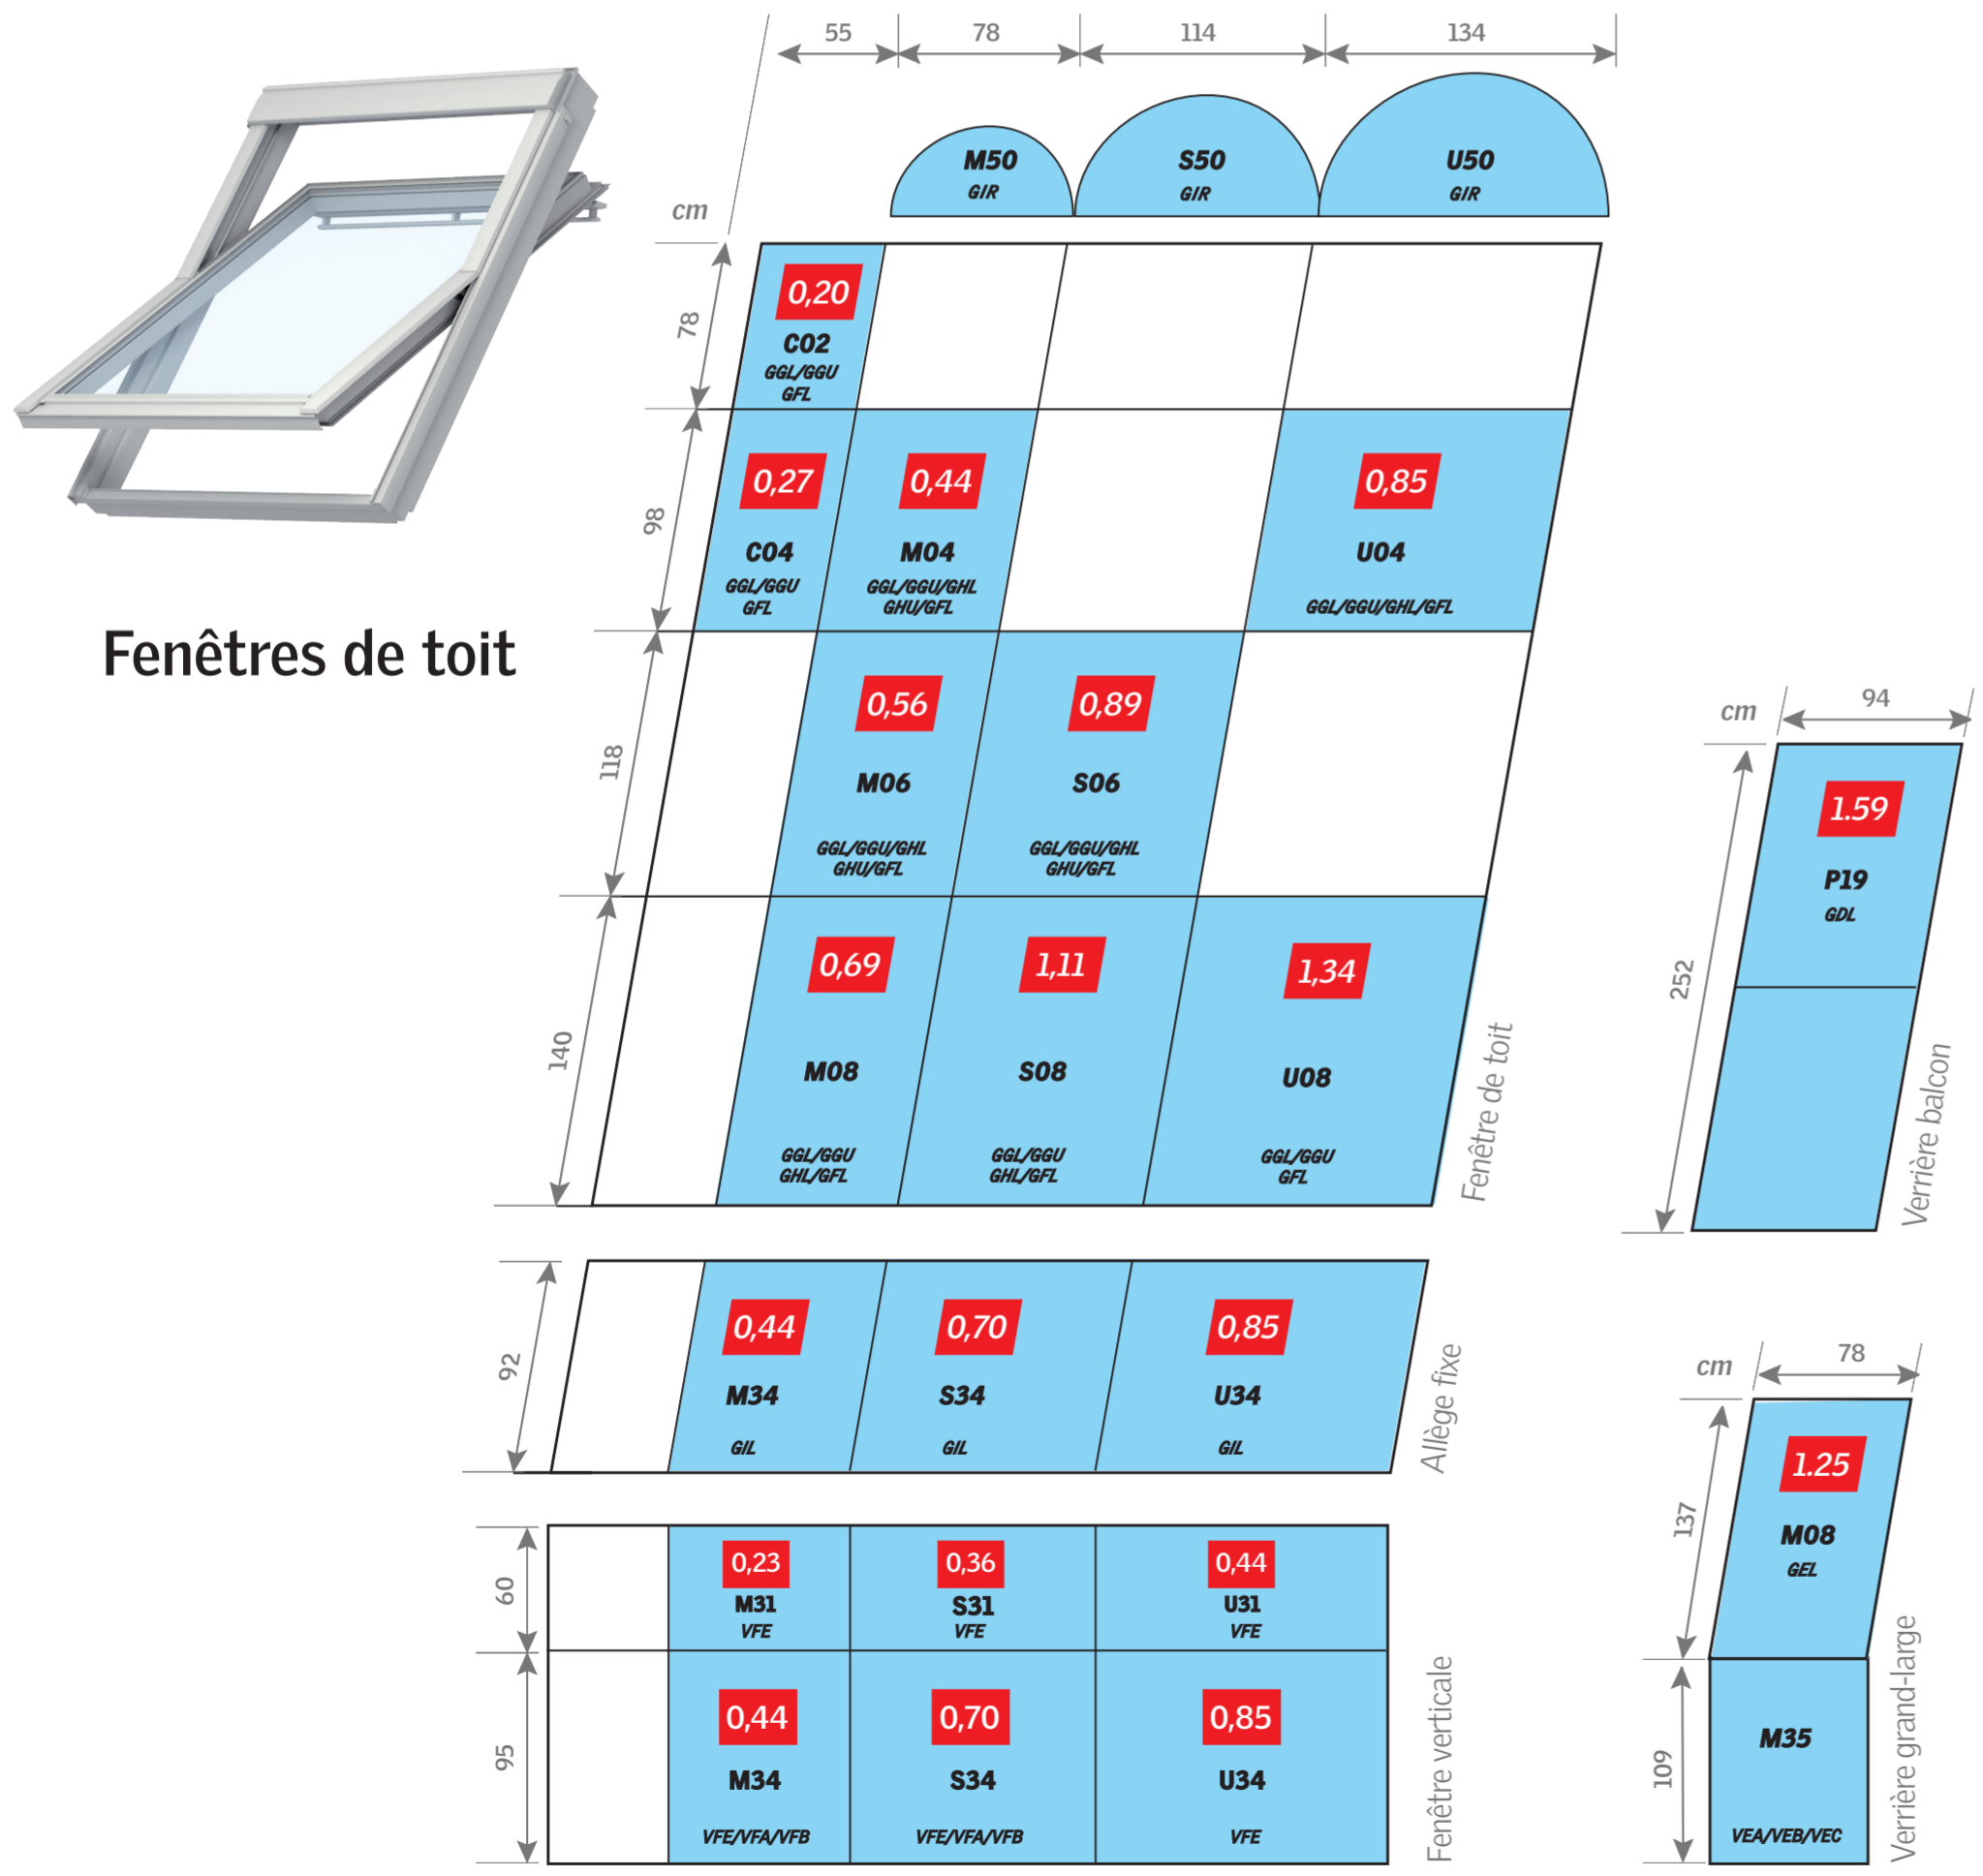 55 78 114 134
M50 S50 U50
GIR GIR GIR
cm
78
0,20
C02
GGL/GGU
GFL
98
0,27 0,44 0,85
C04 M04 U04
GGL/GGU GGL/GGU/GHL
GFL GHU/GFL GGL/GGU/GHL/GFL
Fenêtres de toit
118
0,56 0,89
M06 S06
GGL/GGU/GHL GGL/GGU/GHL
GHU/GFL GHU/GFL
140
0,69 1,11 1,34
M08 S08 U08
GGL/GGU GGL/GGU GGL/GGU
GHL/GFL GHL/GFL GFL
Fenêtre de toit
cm 94
252
1.59
P19
GDL
Verrière balcon
92
0,44 0,70 0,85
M34 S34 U34
GIL GIL GIL
Allège fixe
60
0,23 0,36 0,44
M31 S31 U31
VFE VFE VFE
95
0,44 0,70 0,85
M34 S34 U34
VFE/VFA/VFB VFE/VFA/VFB VFE
Fenêtre verticale
cm 78
137
1.25
M08
GEL
109
M35
VEA/VEB/VEC
Verrière grand-large